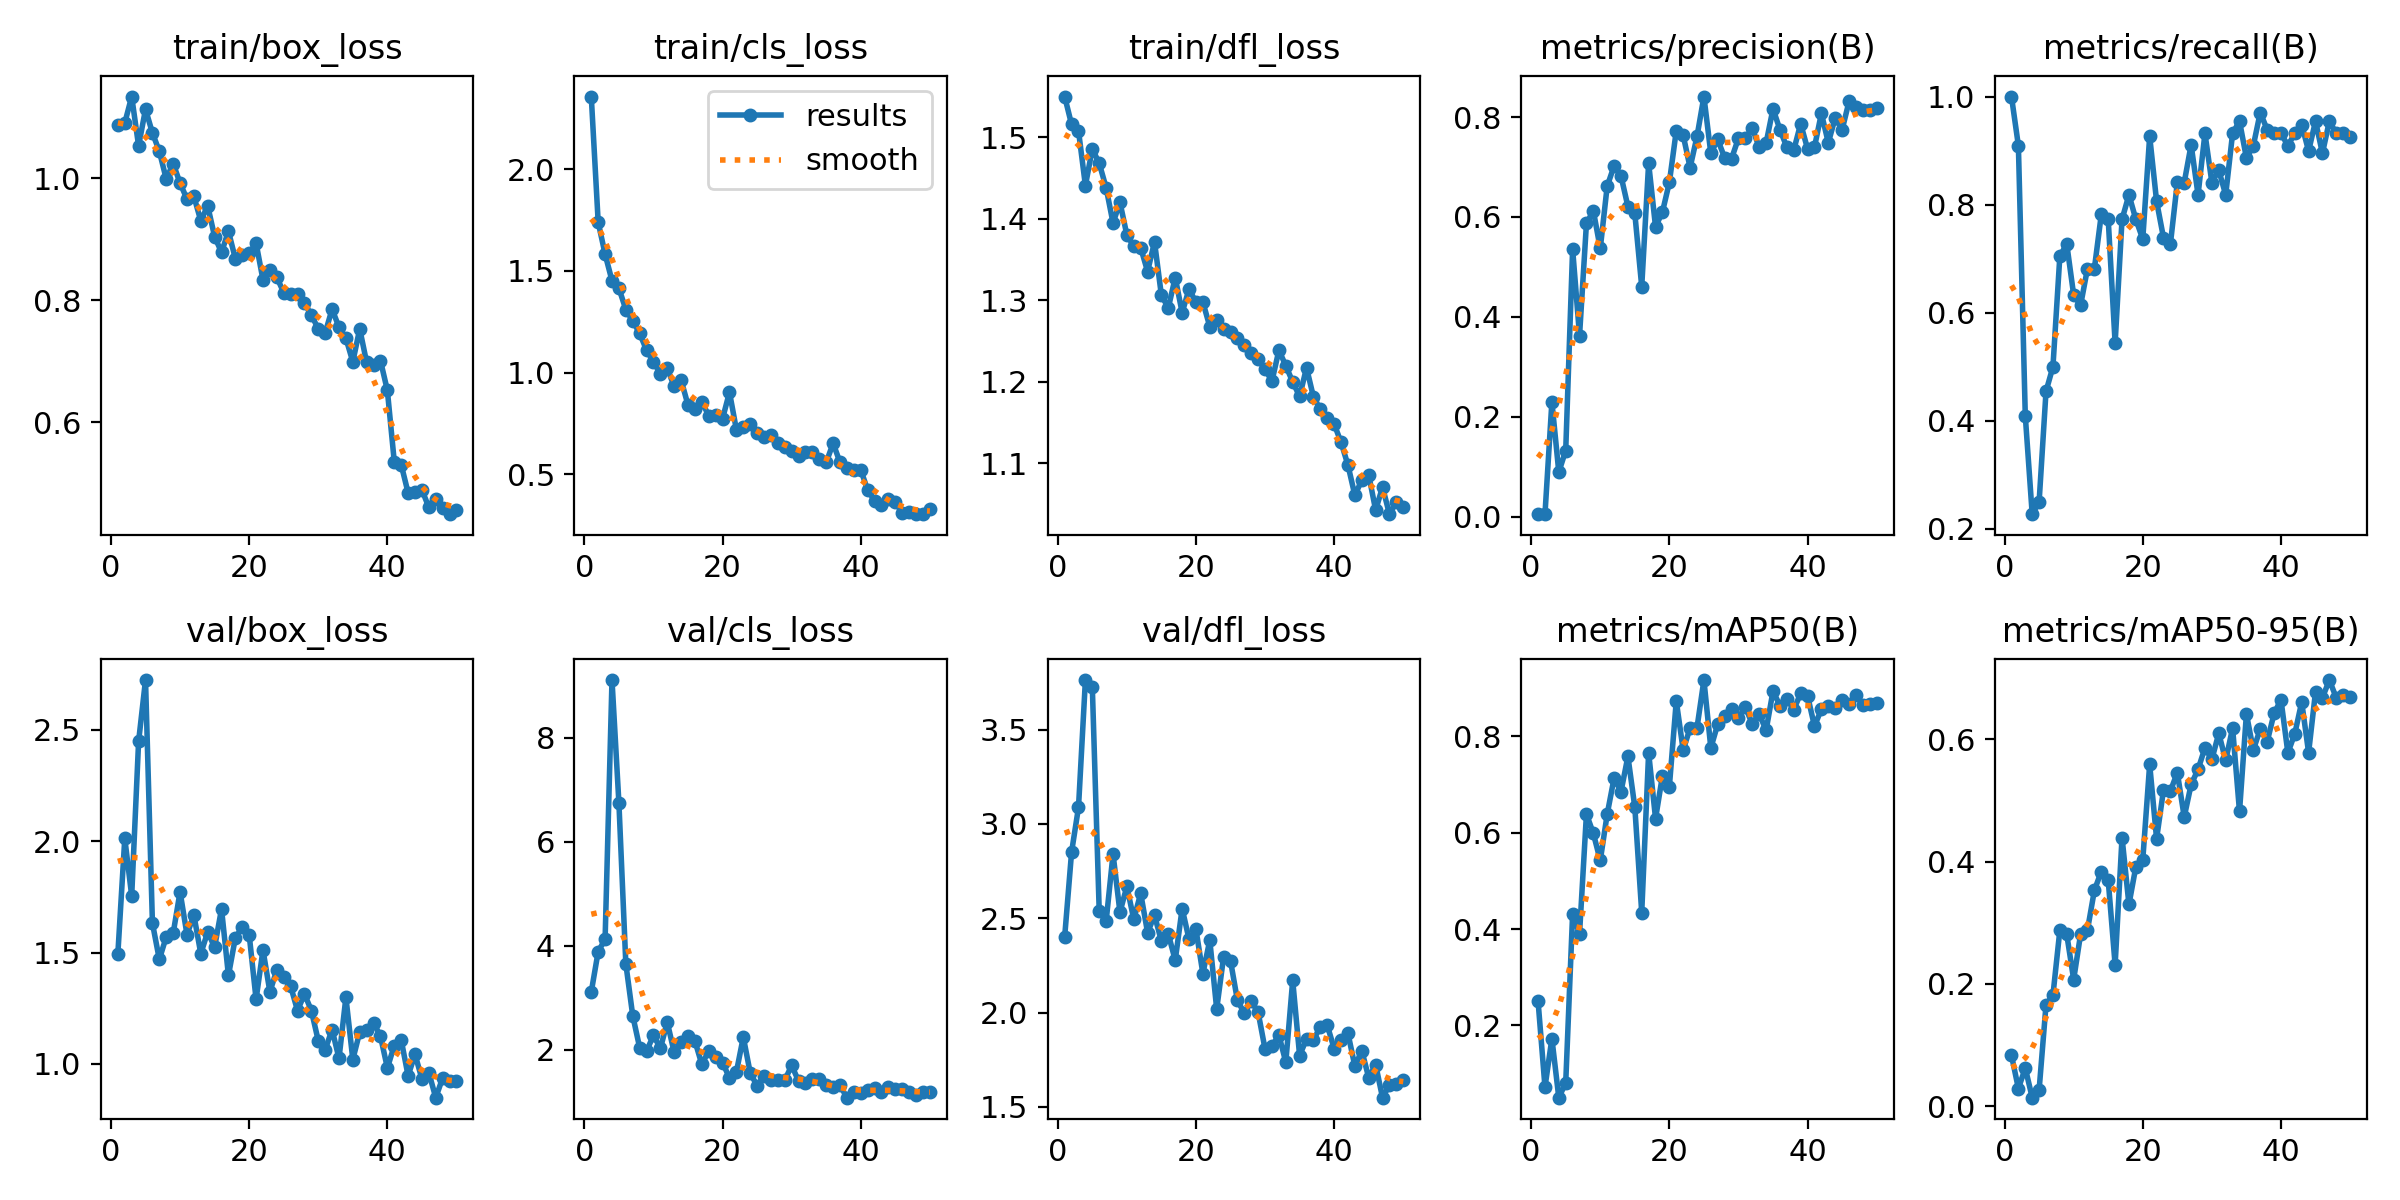 train/box_loss
1.0
0.8
0.6
0 20 40
train/cls_loss
results
smooth
2.0
1.5
1.0
0.5
0 20 40
train/dfl_loss
1.5
1.4
1.3
1.2
1.1
0 20 40
metrics/precision(B)
0.8
0.6
0.4
0.2
0.0
0 20 40
metrics/recall(B)
1.0
0.8
0.6
0.4
0.2
0 20 40
val/box_loss
2.5
2.0
1.5
1.0
0 20 40
val/cls_loss
8
6
4
2
0 20 40
val/dfl_loss
3.5
3.0
2.5
2.0
1.5
0 20 40
metrics/mAP50(B)
0.8
0.6
0.4
0.2
0 20 40
metrics/mAP50-95(B)
0.6
0.4
0.2
0.0
0 20 40